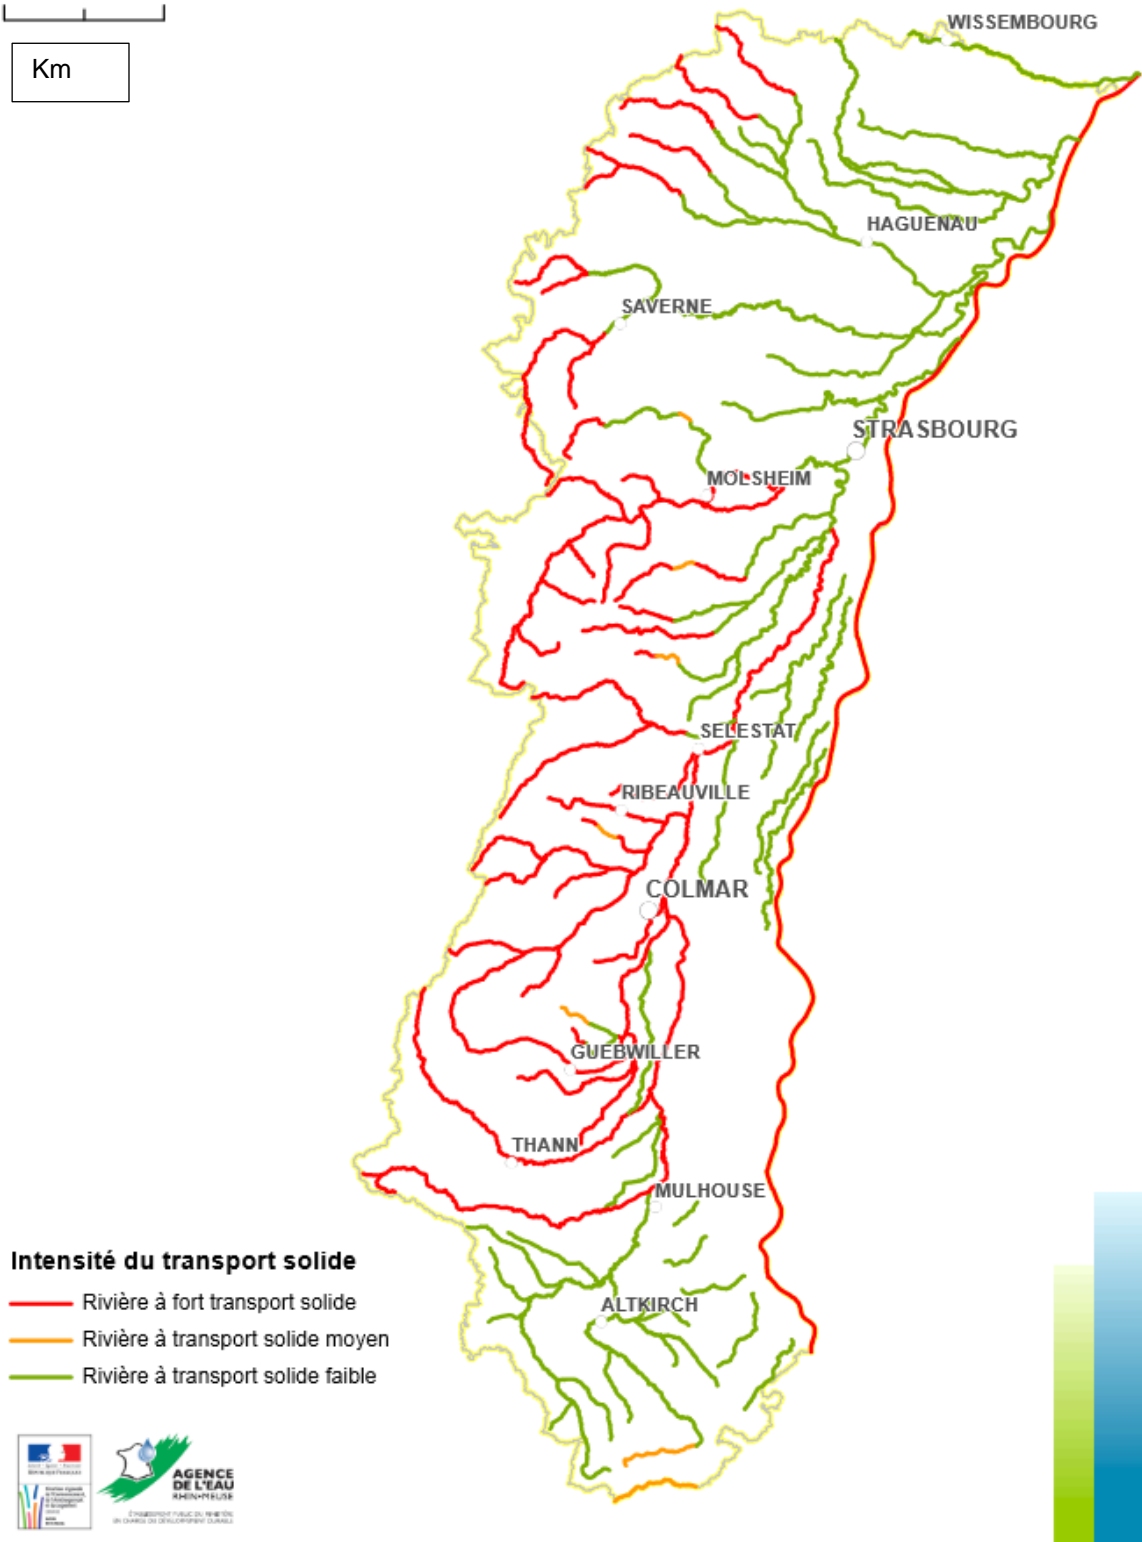 Km
WISSEMBOURG
HAGUENAU
SAVERNE
STRASBOURG
MOLSHEIM
SELESTAT
RIBEAUVILLE
COLMAR
GUEBWILLER
THANN
MULHOUSE
ALTKIRCH
Intensité du transport solide
Rivière à fort transport solide
Rivière à transport solide moyen
Rivière à transport solide faible
AGENCE
DE L'EAU
RHIN-MEUSE